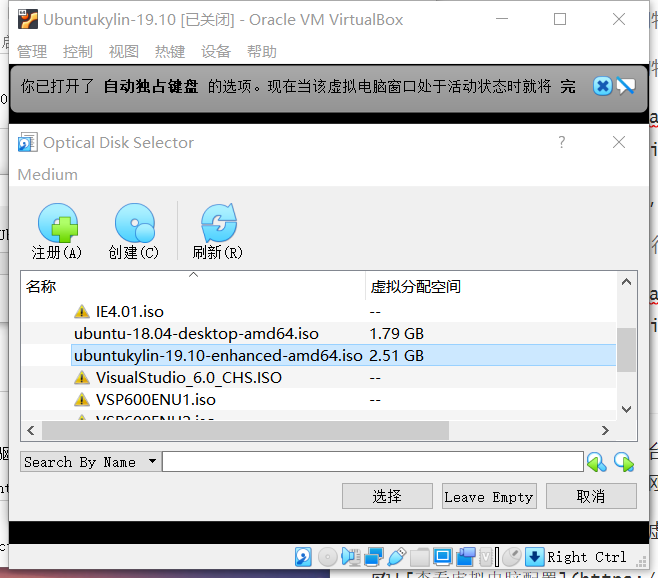 Ubuntukylin-19.10 [已关闭] - Oracle VM VirtualBox
管理 控制 视图 热键 设备 帮助
你已打开了 自动独占键盘 的选项。现在当该虚拟电脑窗口处于活动状态时就将 完
Optical Disk Selector
?
Medium
注册(A) 创建(C) 刷新(R)
名称 虚拟分配空间
IE4.01.iso --
ubuntu-18.04-desktop-amd64.iso 1.79 GB
ubuntukylin-19.10-enhanced-amd64.iso 2.51 GB
VisualStudio_6.0_CHS.ISO --
VSP600ENU1.iso --
Search By Name
选择 Leave Empty 取消
Right Ctrl